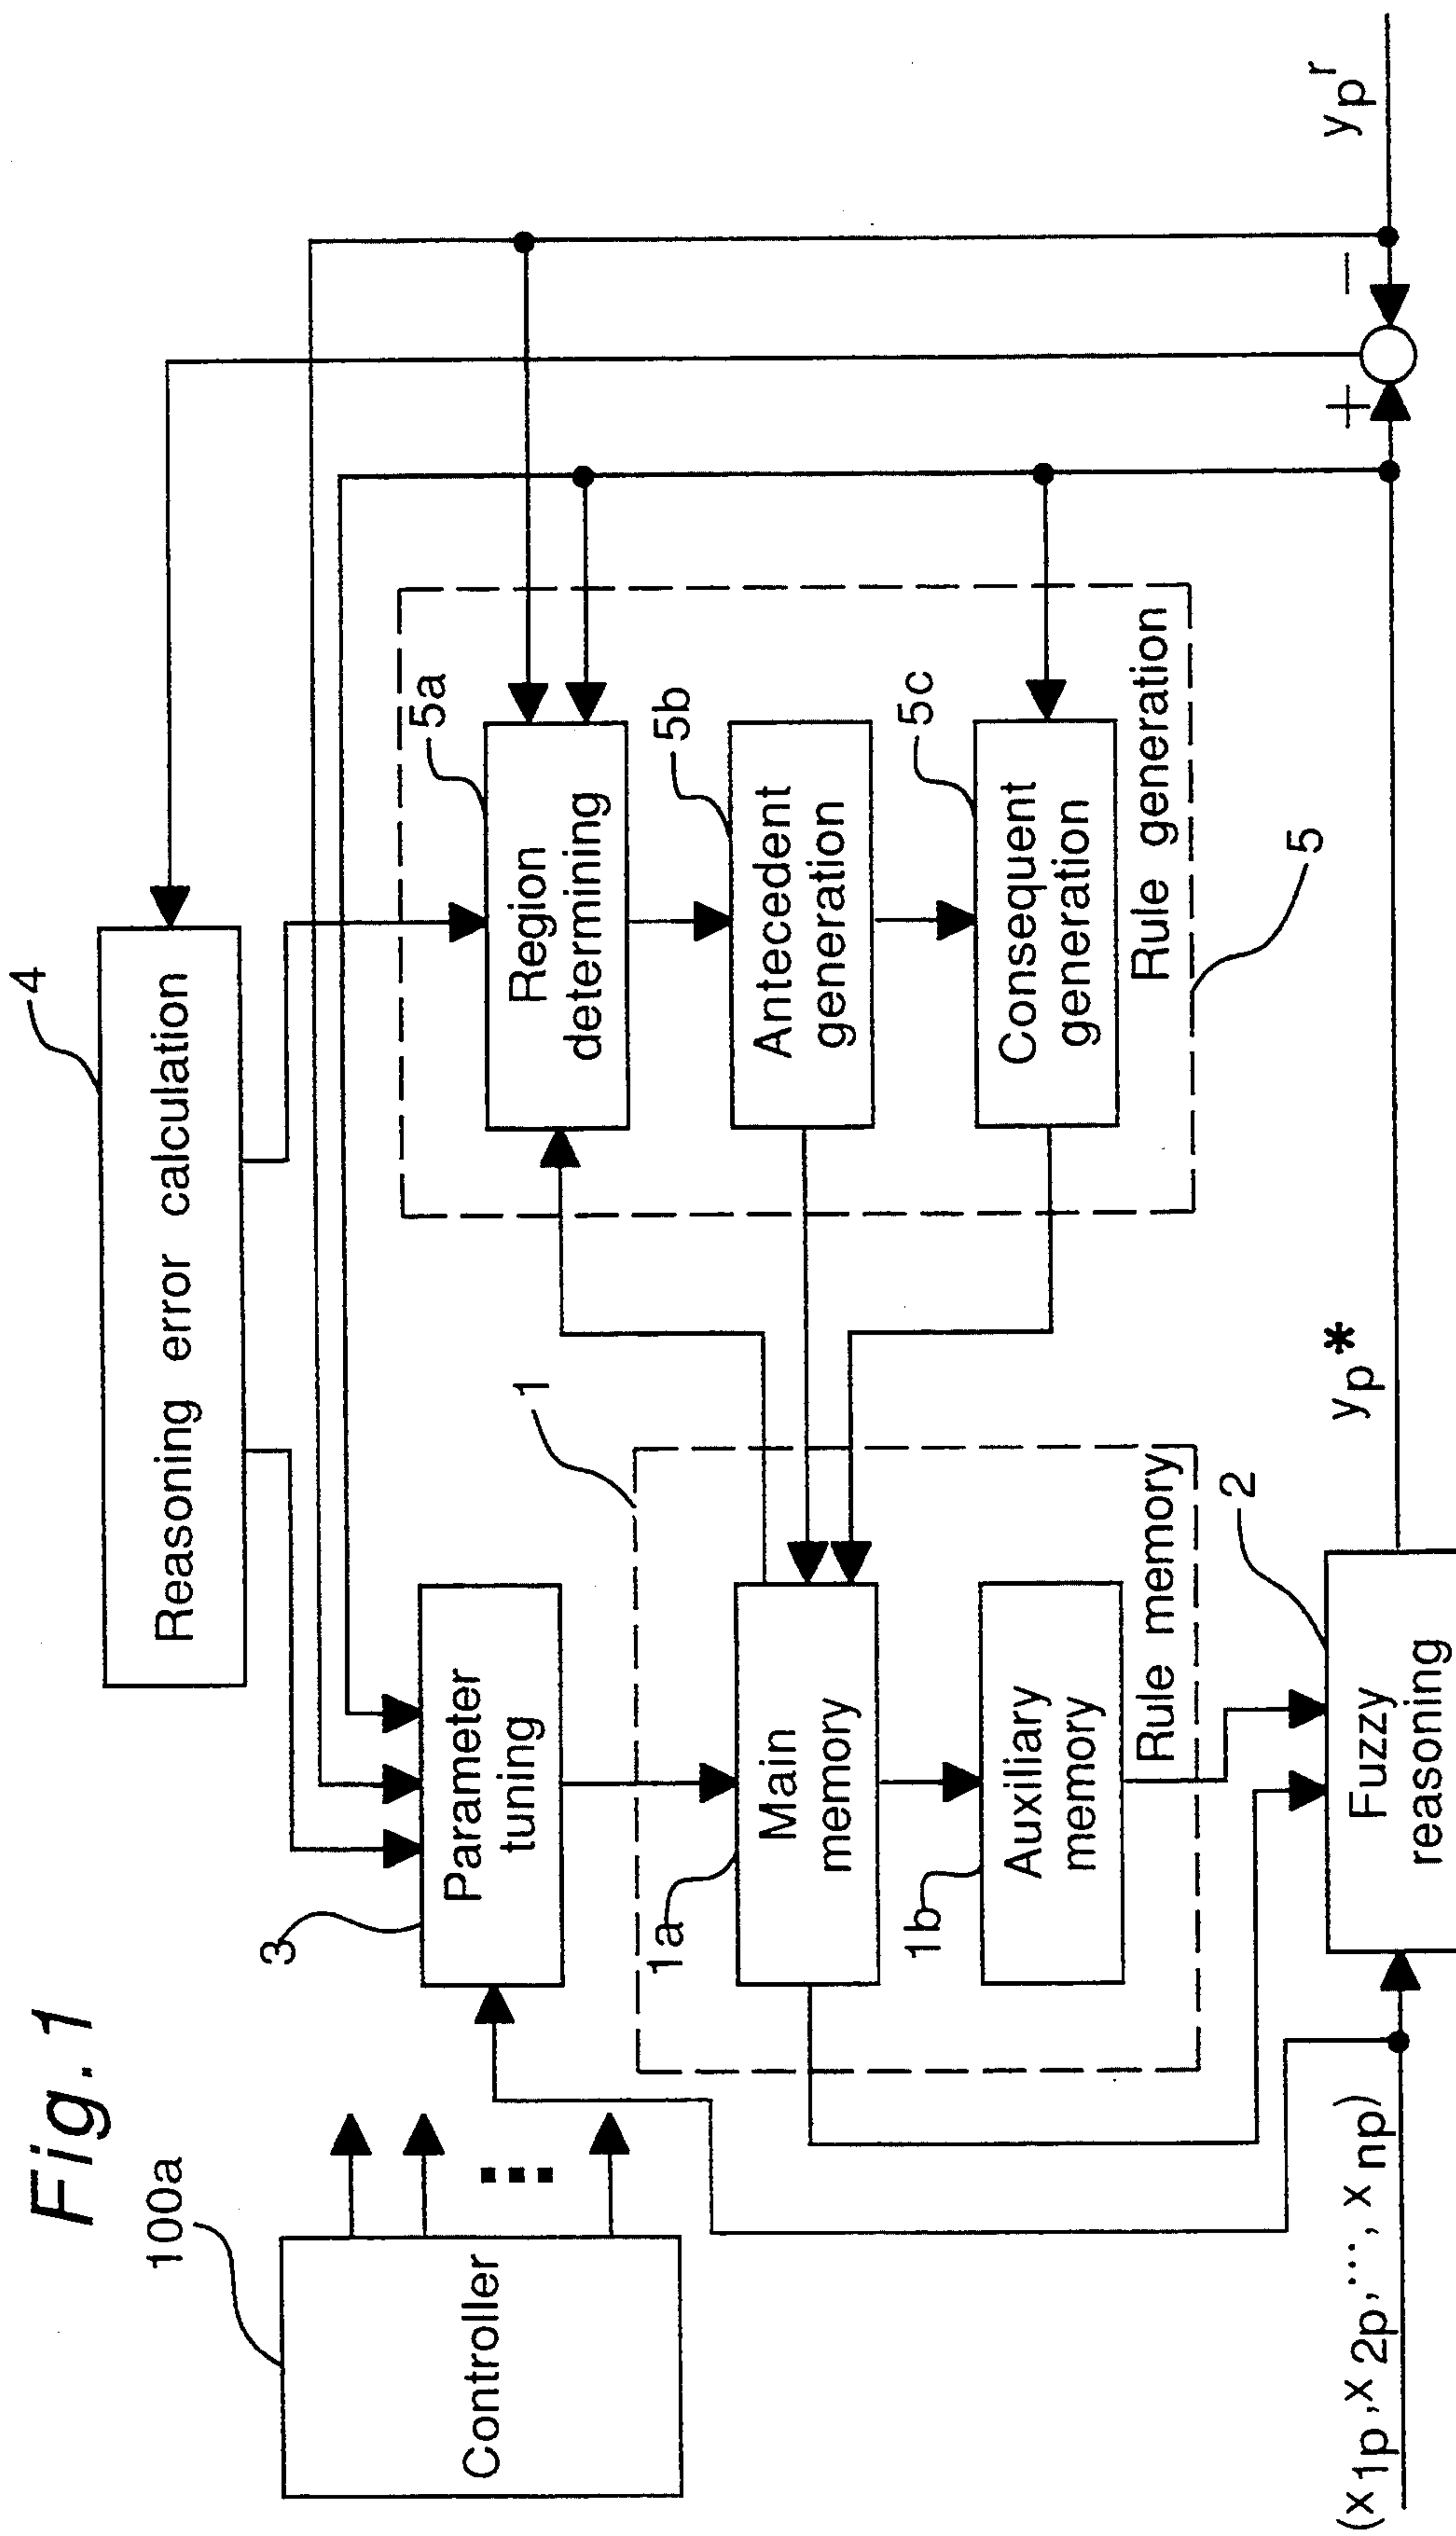 Fig.1
100a
Controller
4
Reasoning error calculation
3
Parameter
tuning
1
1a
Main
memory
1b
Auxiliary
memory
Rule memory
5a
Region
determining
5b
Antecedent
generation
5c
Consequent
generation
Rule generation
5
2
Fuzzy
reasoning
(x1p,x2p,...,xnp)
yp*
+
−
ypr